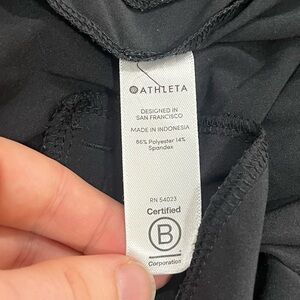 ATHLETA
DESIGNED IN
SAN FRANCISCO
MADE IN INDONESIA
86% Polyester 14%
Spandex
RN 54023
Certified
B
Corporation